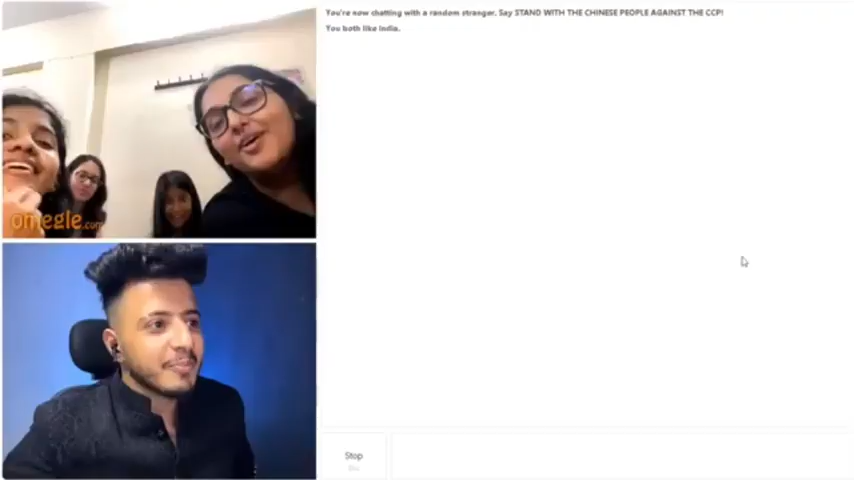 You're now chatting with a random stranger. Say STAND WITH THE CHINESE PEOPLE AGAINST THE CCP!
You both like India.
omegle.com
Stop
Esc